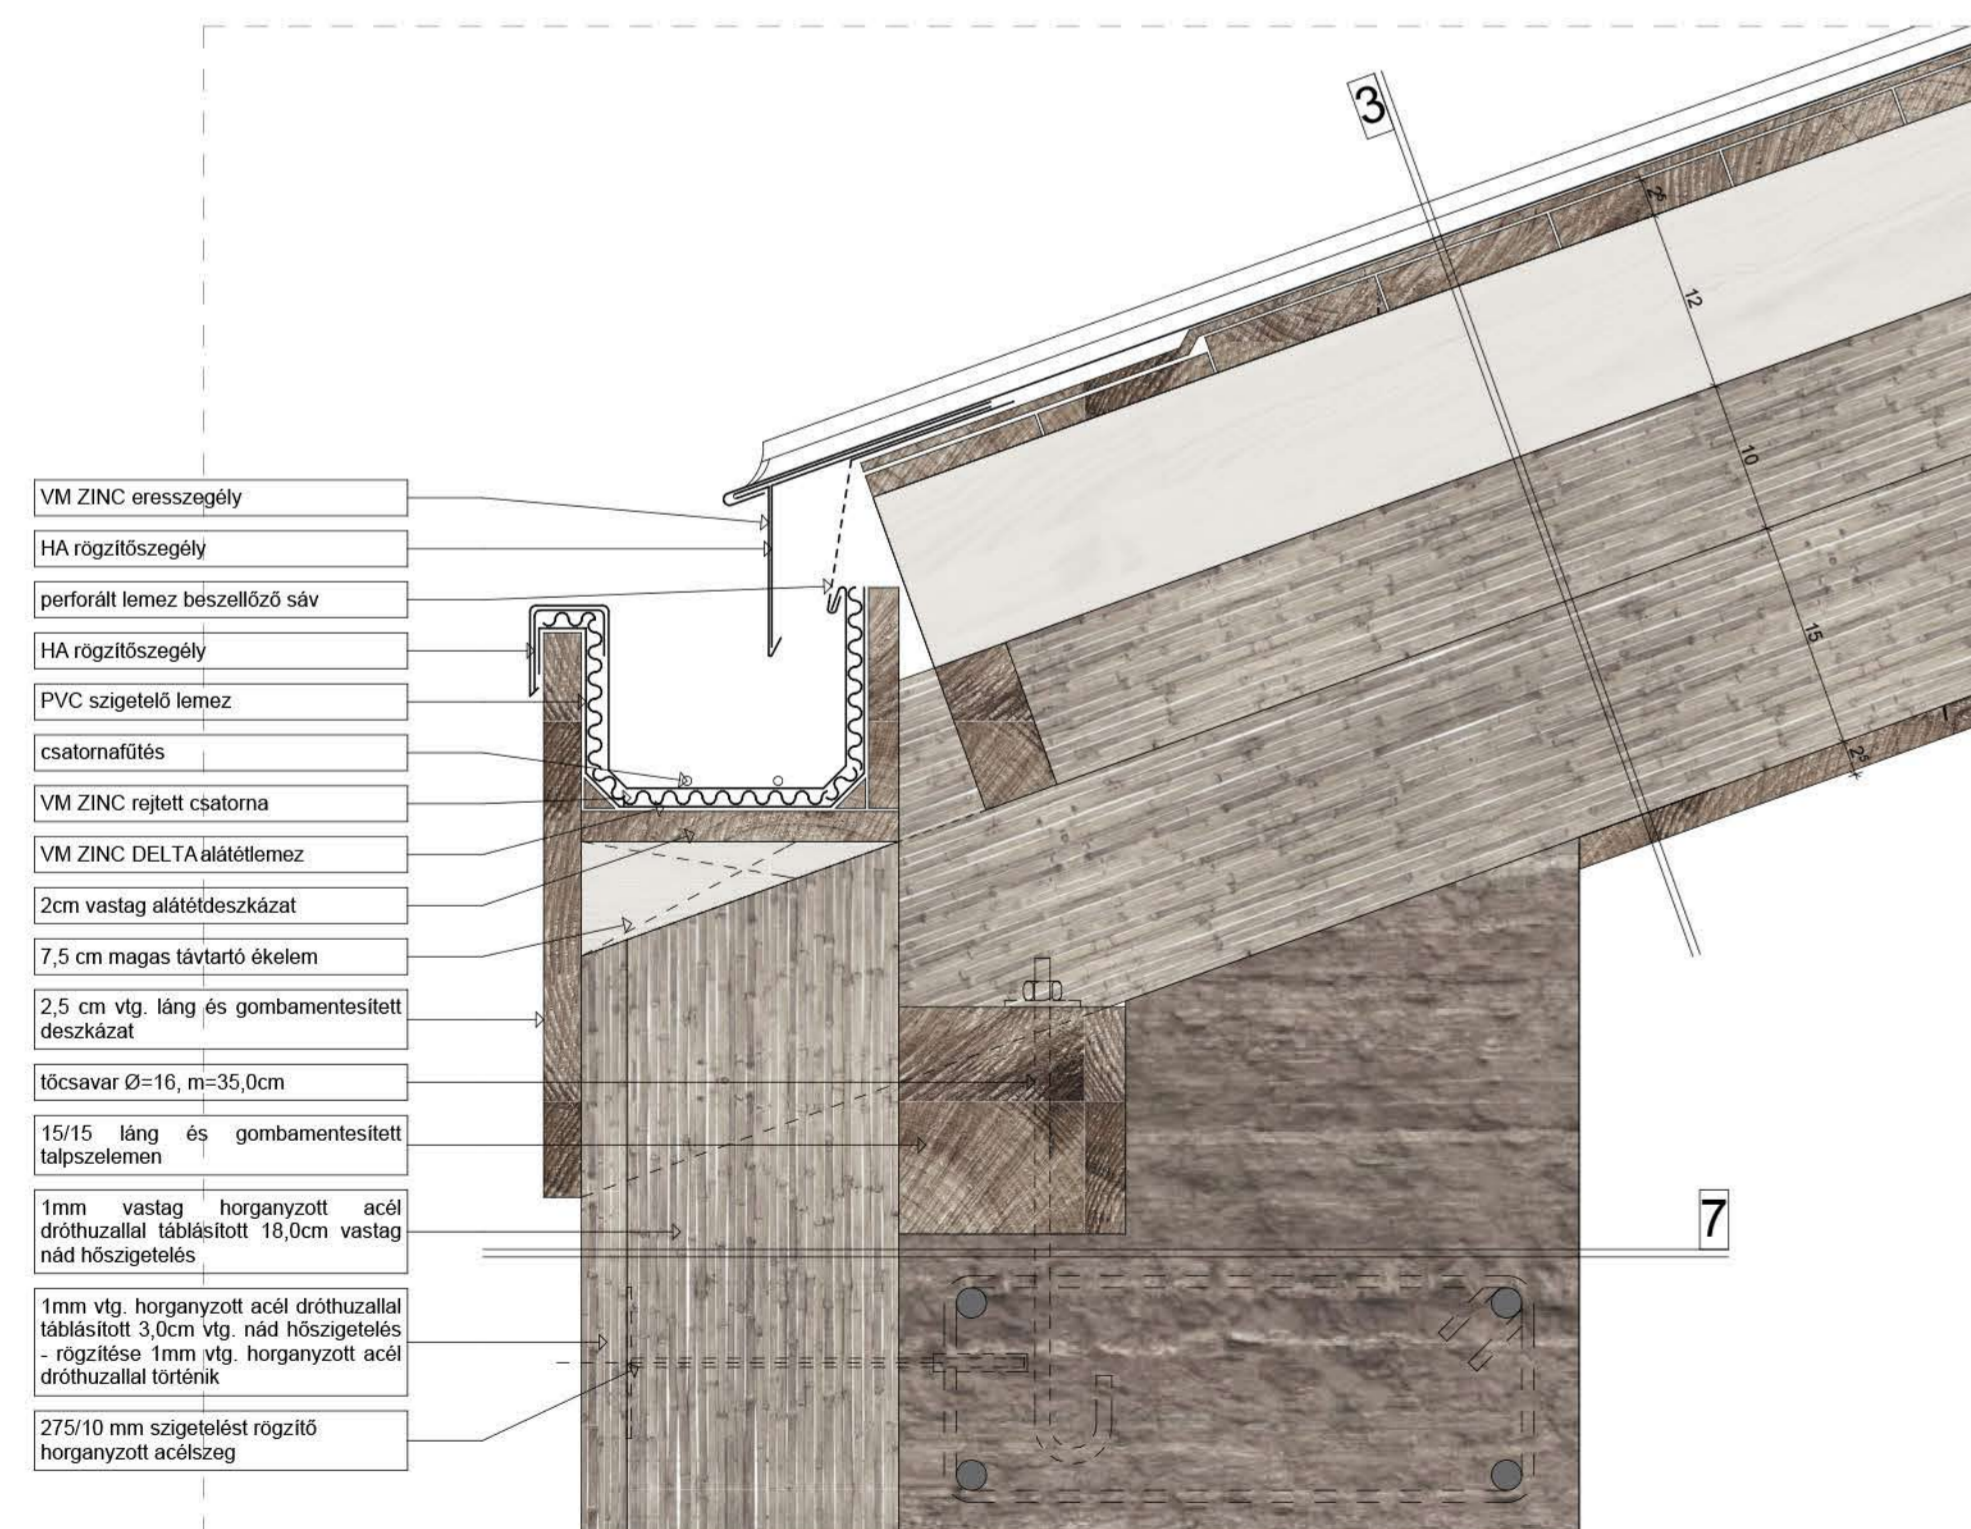 3
2⁵
12
10
15
2⁵
VM ZINC eresszegély
HA rögzítőszegély
perforált lemez beszellőző sáv
HA rögzítőszegély
PVC szigetelő lemez
csatornafűtés
VM ZINC rejtett csatorna
VM ZINC DELTA alátétlemez
2cm vastag alátétdeszkázat
7,5 cm magas távtartó ékelem
2,5 cm vtg. láng és gombamentesített
deszkázat
tőcsavar Ø=16, m=35,0cm
15/15 láng és gombamentesített
talpszelemen
1mm vastag horganyzott acél
dróthuzallal táblásított 18,0cm vastag
nád hőszigetelés
1mm vtg. horganyzott acél dróthuzallal
táblásított 3,0cm vtg. nád hőszigetelés
- rögzítése 1mm vtg. horganyzott acél
dróthuzallal történik
275/10 mm szigetelést rögzítő
horganyzott acélszeg
7